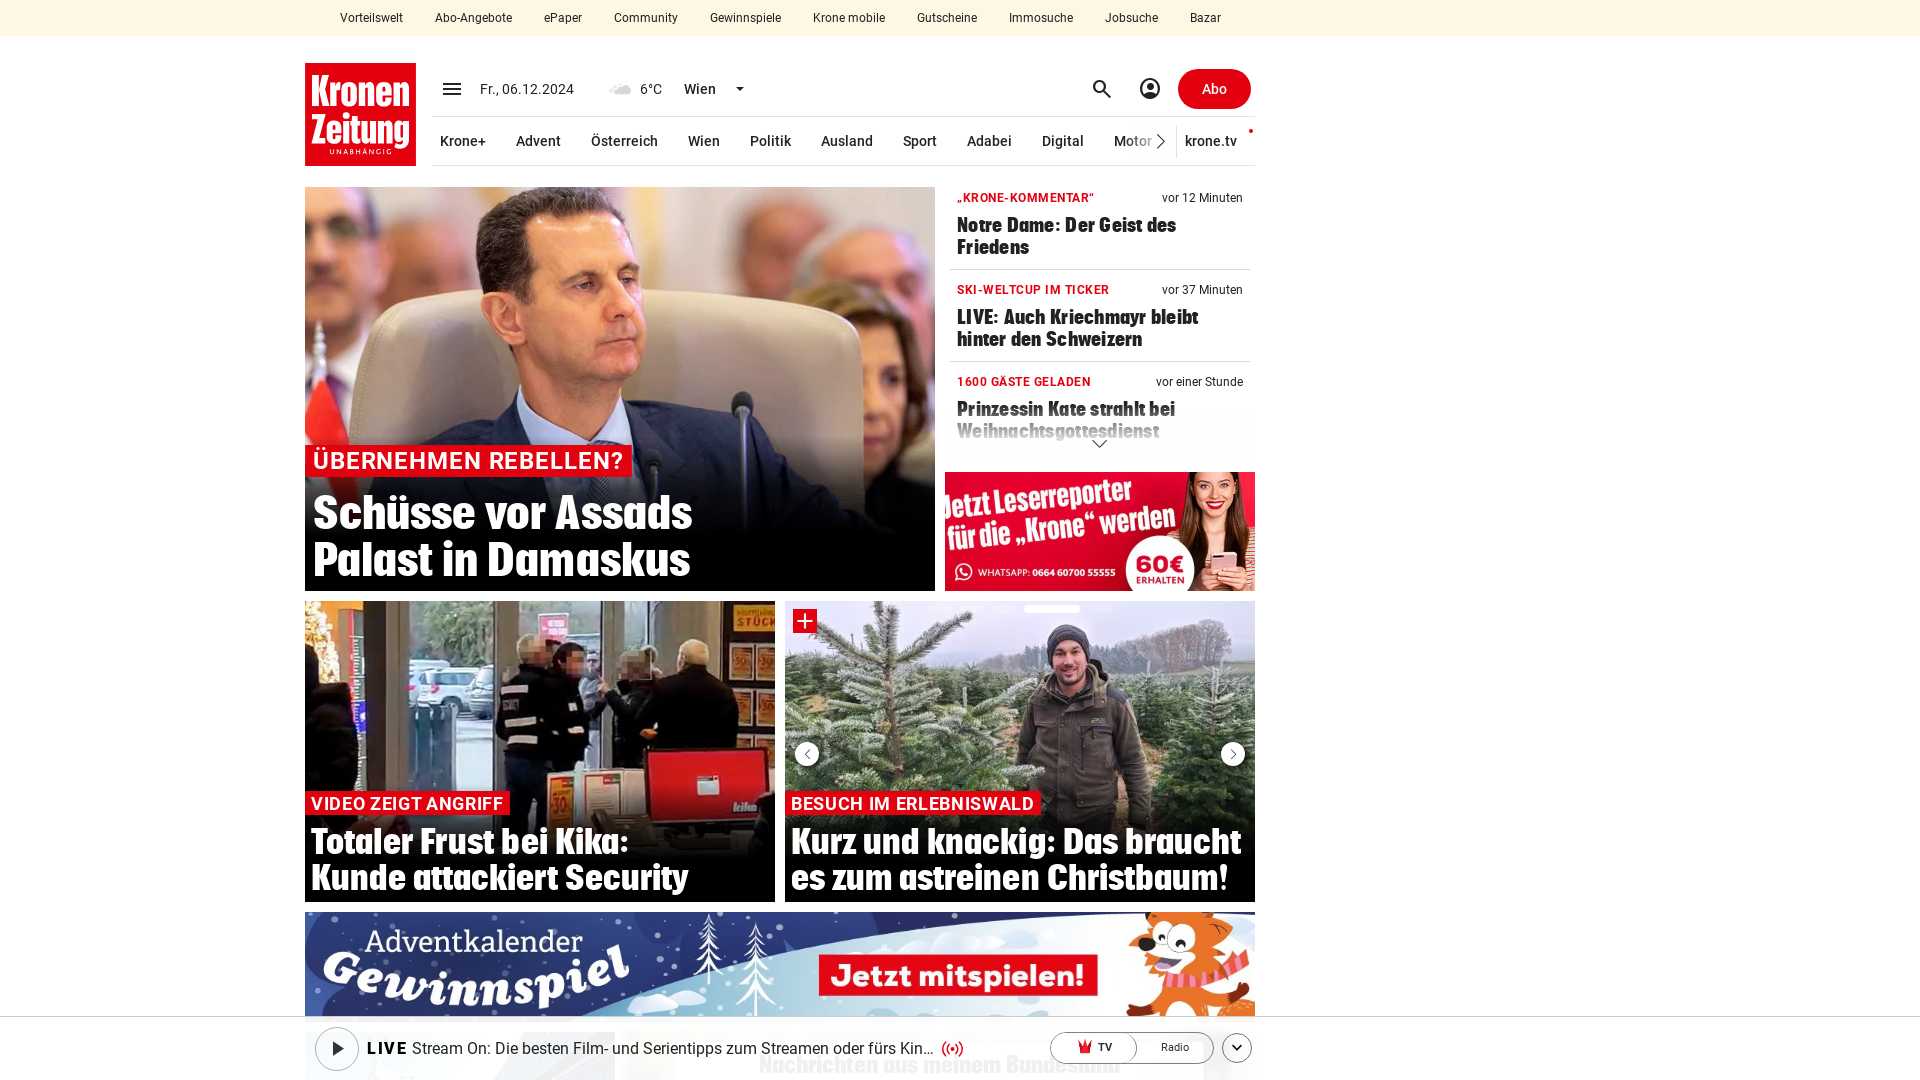 Vorteilswelt Abo-Angebote ePaper Community Gewinnspiele Krone mobile Gutscheine Immosuche Jobsuche Bazar
Kronen
Zeitung
UNABHÄNGIG
Fr., 06.12.2024 6°C Wien Abo
Krone+ Advent Österreich Wien Politik Ausland Sport Adabei Digital Motor krone.tv
ÜBERNEHMEN REBELLEN?
Schüsse vor Assads
Palast in Damaskus
„KRONE-KOMMENTAR“ vor 12 Minuten
Notre Dame: Der Geist des
Friedens
SKI-WELTCUP IM TICKER vor 37 Minuten
LIVE: Auch Kriechmayr bleibt
hinter den Schweizern
1600 GÄSTE GELADEN vor einer Stunde
Prinzessin Kate strahlt bei
Weihnachtsgottesdienst
Jetzt Leserreporter
für die „Krone“ werden
WHATSAPP: 0664 60700 55555
60€
ERHALTEN
STÜCK
kika
VIDEO ZEIGT ANGRIFF
Totaler Frust bei Kika:
Kunde attackiert Security
BESUCH IM ERLEBNISWALD
Kurz und knackig: Das braucht
es zum astreinen Christbaum!
Adventkalender
Gewinnspiel
Jetzt mitspielen!
LIVE Stream On: Die besten Film- und Serientipps zum Streamen oder fürs Kin...
TV Radio
Nachrichten aus meinem Bundesland